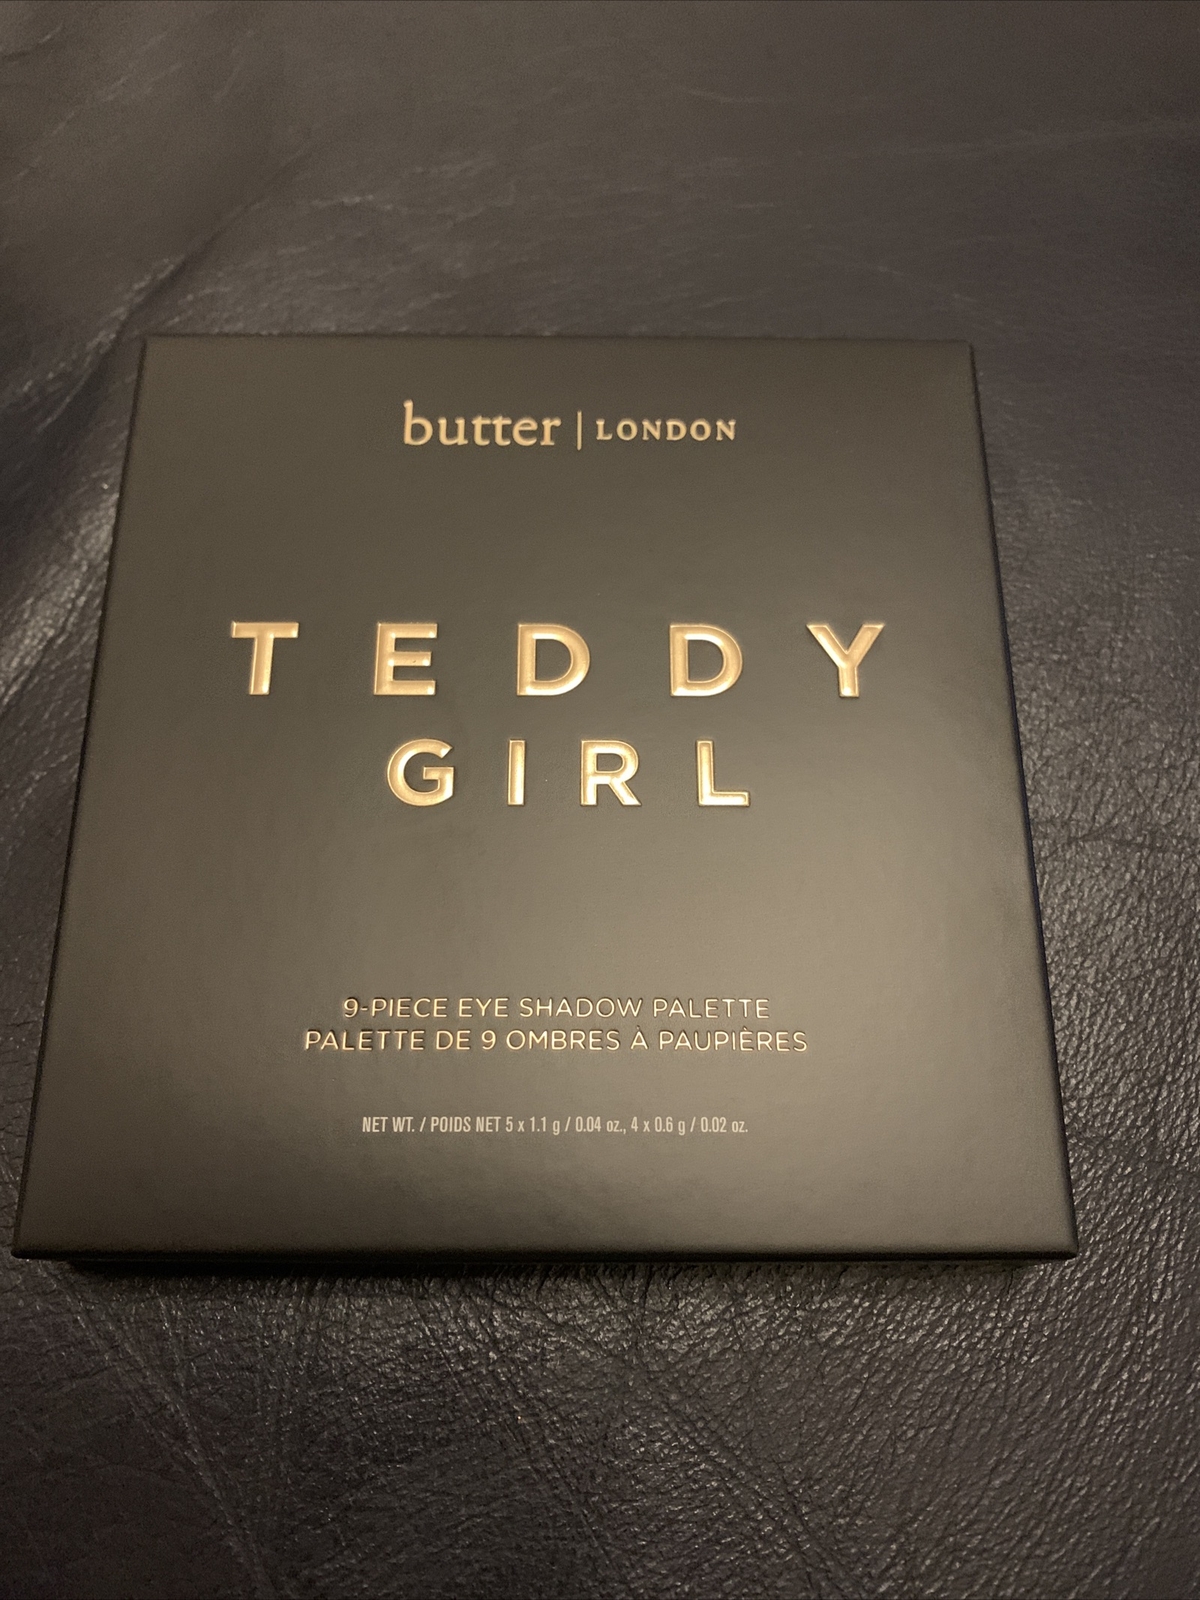 butter | LONDON
TEDDY
GIRL
9-PIECE EYE SHADOW PALETTE
PALETTE DE 9 OMBRES À PAUPIÈRES
NET WT. / POIDS NET 5 x 1.1 g / 0.04 oz., 4 x 0.6 g / 0.02 oz.